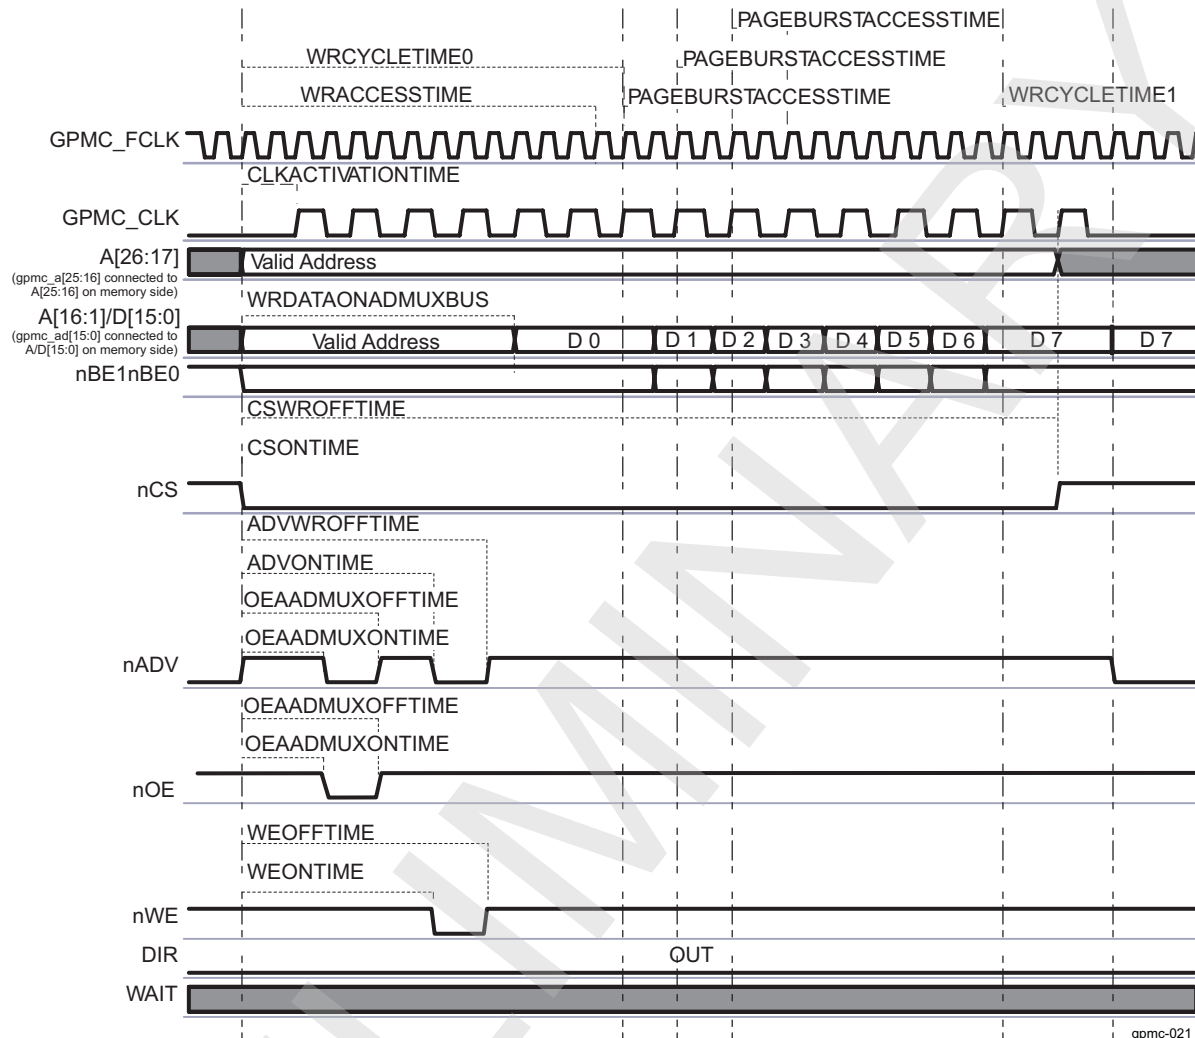 PAGEBURSTACCESSTIME
WRCYCLETIME0
PAGEBURSTACCESSTIME
WRACCESSTIME
PAGEBURSTACCESSTIME
WRCYCLETIME1
GPMC_FCLK
CLKACTIVATIONTIME
GPMC_CLK
A[26:17]
Valid Address
(gpmc_a[25:16] connected to
A[25:16] on memory side)
WRDATAONADMUXBUS
A[16:1]/D[15:0]
(gpmc_ad[15:0] connected to
A/D[15:0] on memory side)
Valid Address D 0 D 1 D 2 D 3 D 4 D 5 D 6 D 7 D 7
nBE1nBE0
CSWROFFTIME
CSONTIME
nCS
ADVWROFFTIME
ADVONTIME
OEAADMUXOFFTIME
OEAADMUXONTIME
nADV
OEAADMUXOFFTIME
OEAADMUXONTIME
nOE
WEOFFTIME
WEONTIME
nWE
DIR OUT
WAIT
gpmc-021